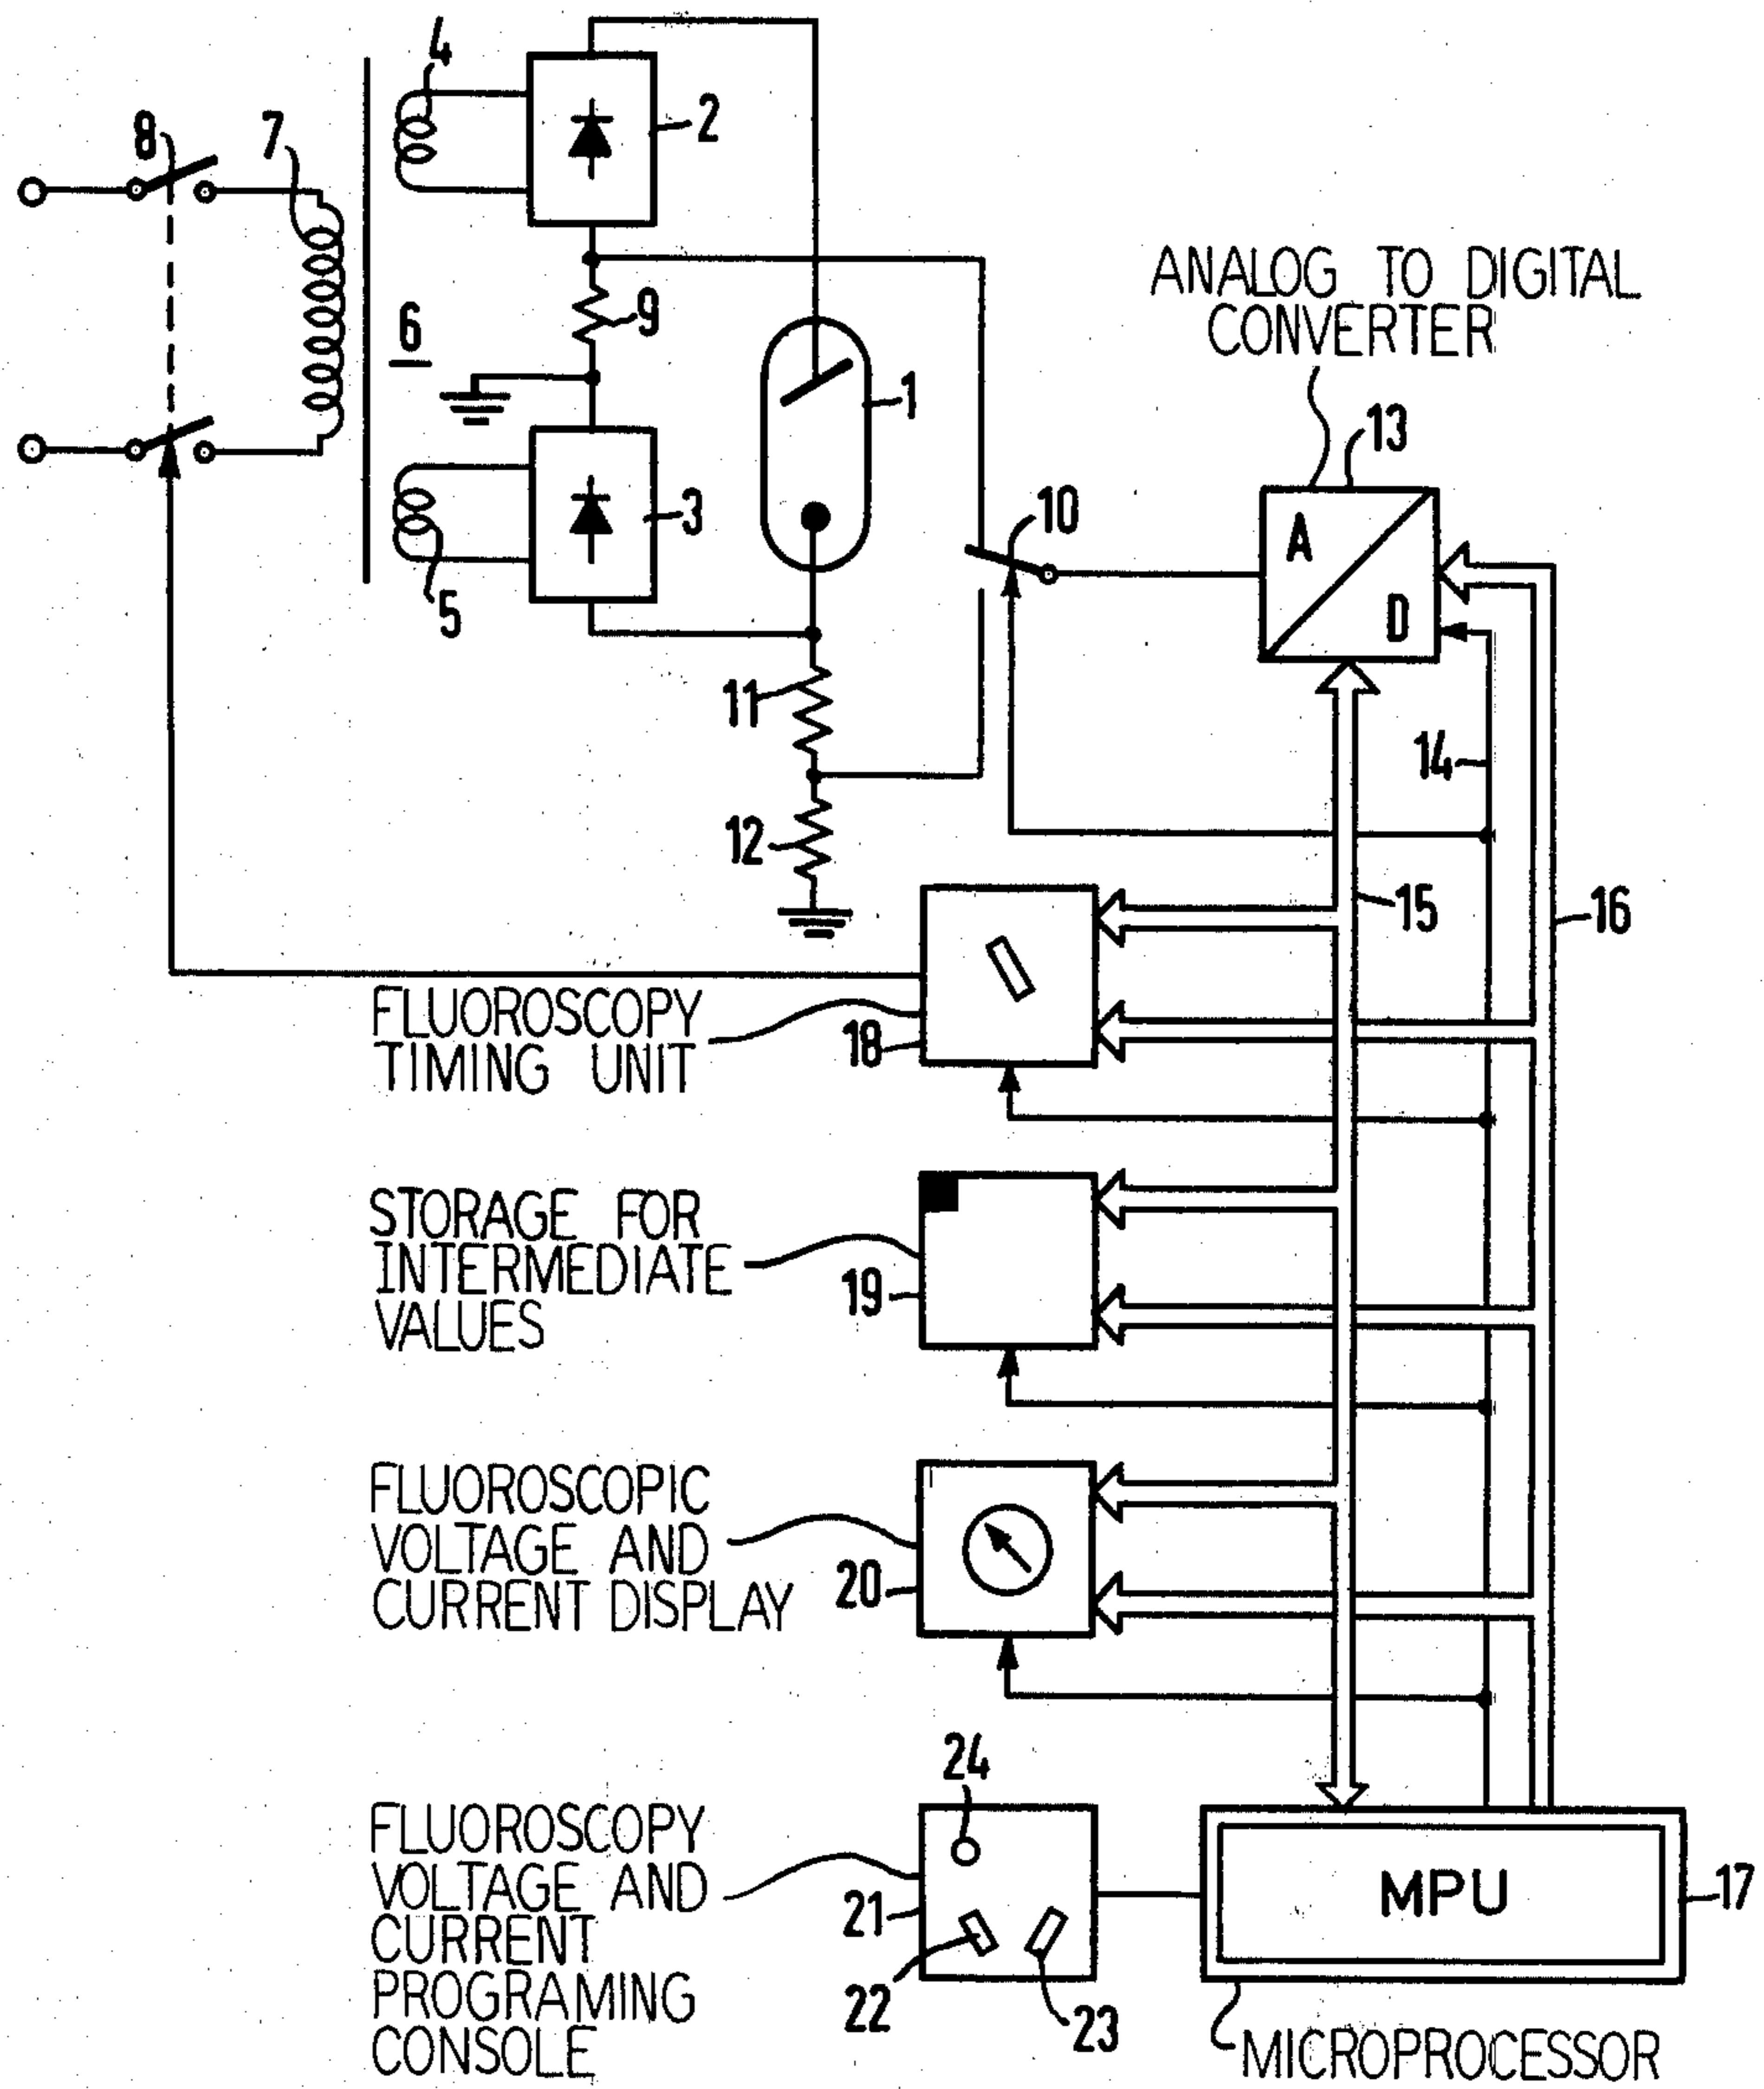 4
8
7
2
ANALOG TO DIGITAL
CONVERTER
9
6
1
13
10
A
3
D
5
11
14
12
15
16
FLUOROSCOPY
TIMING UNIT
18
STORAGE FOR
INTERMEDIATE
VALUES
19
FLUOROSCOPIC
VOLTAGE AND
CURRENT DISPLAY
20
24
FLUOROSCOPY
VOLTAGE AND
CURRENT
PROGRAMING
CONSOLE
21
MPU
17
22
23
MICROPROCESSOR